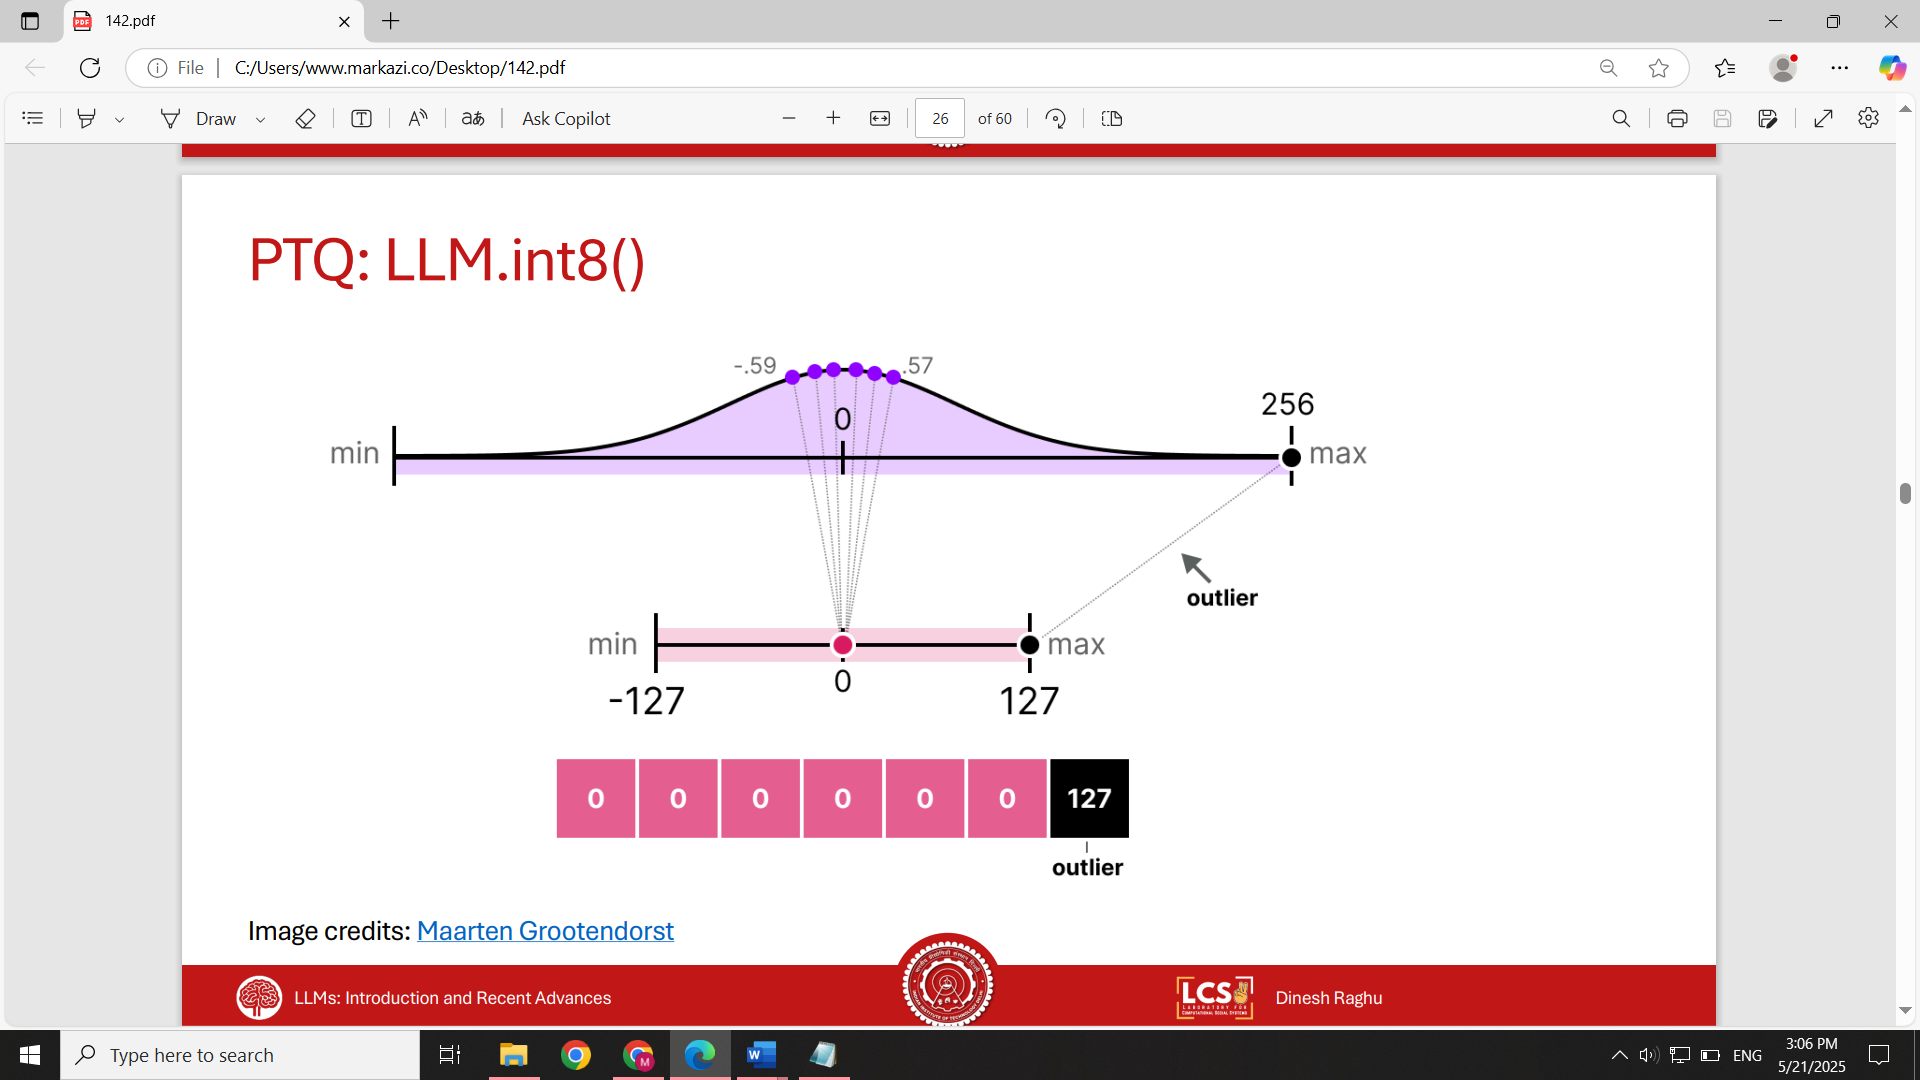 142.pdf
File
C:/Users/www.markazi.co/Desktop/142.pdf
Draw
Ask Copilot
26 of 60
PTQ: LLM.int8()
-.59
.57
0
256
min
max
outlier
min
max
0
-127
127
0 0 0 0 0 0 127
outlier
Image credits: Maarten Grootendorst
LLMs: Introduction and Recent Advances
LCS
Dinesh Raghu
Type here to search
ENG
3:06 PM
5/21/2025